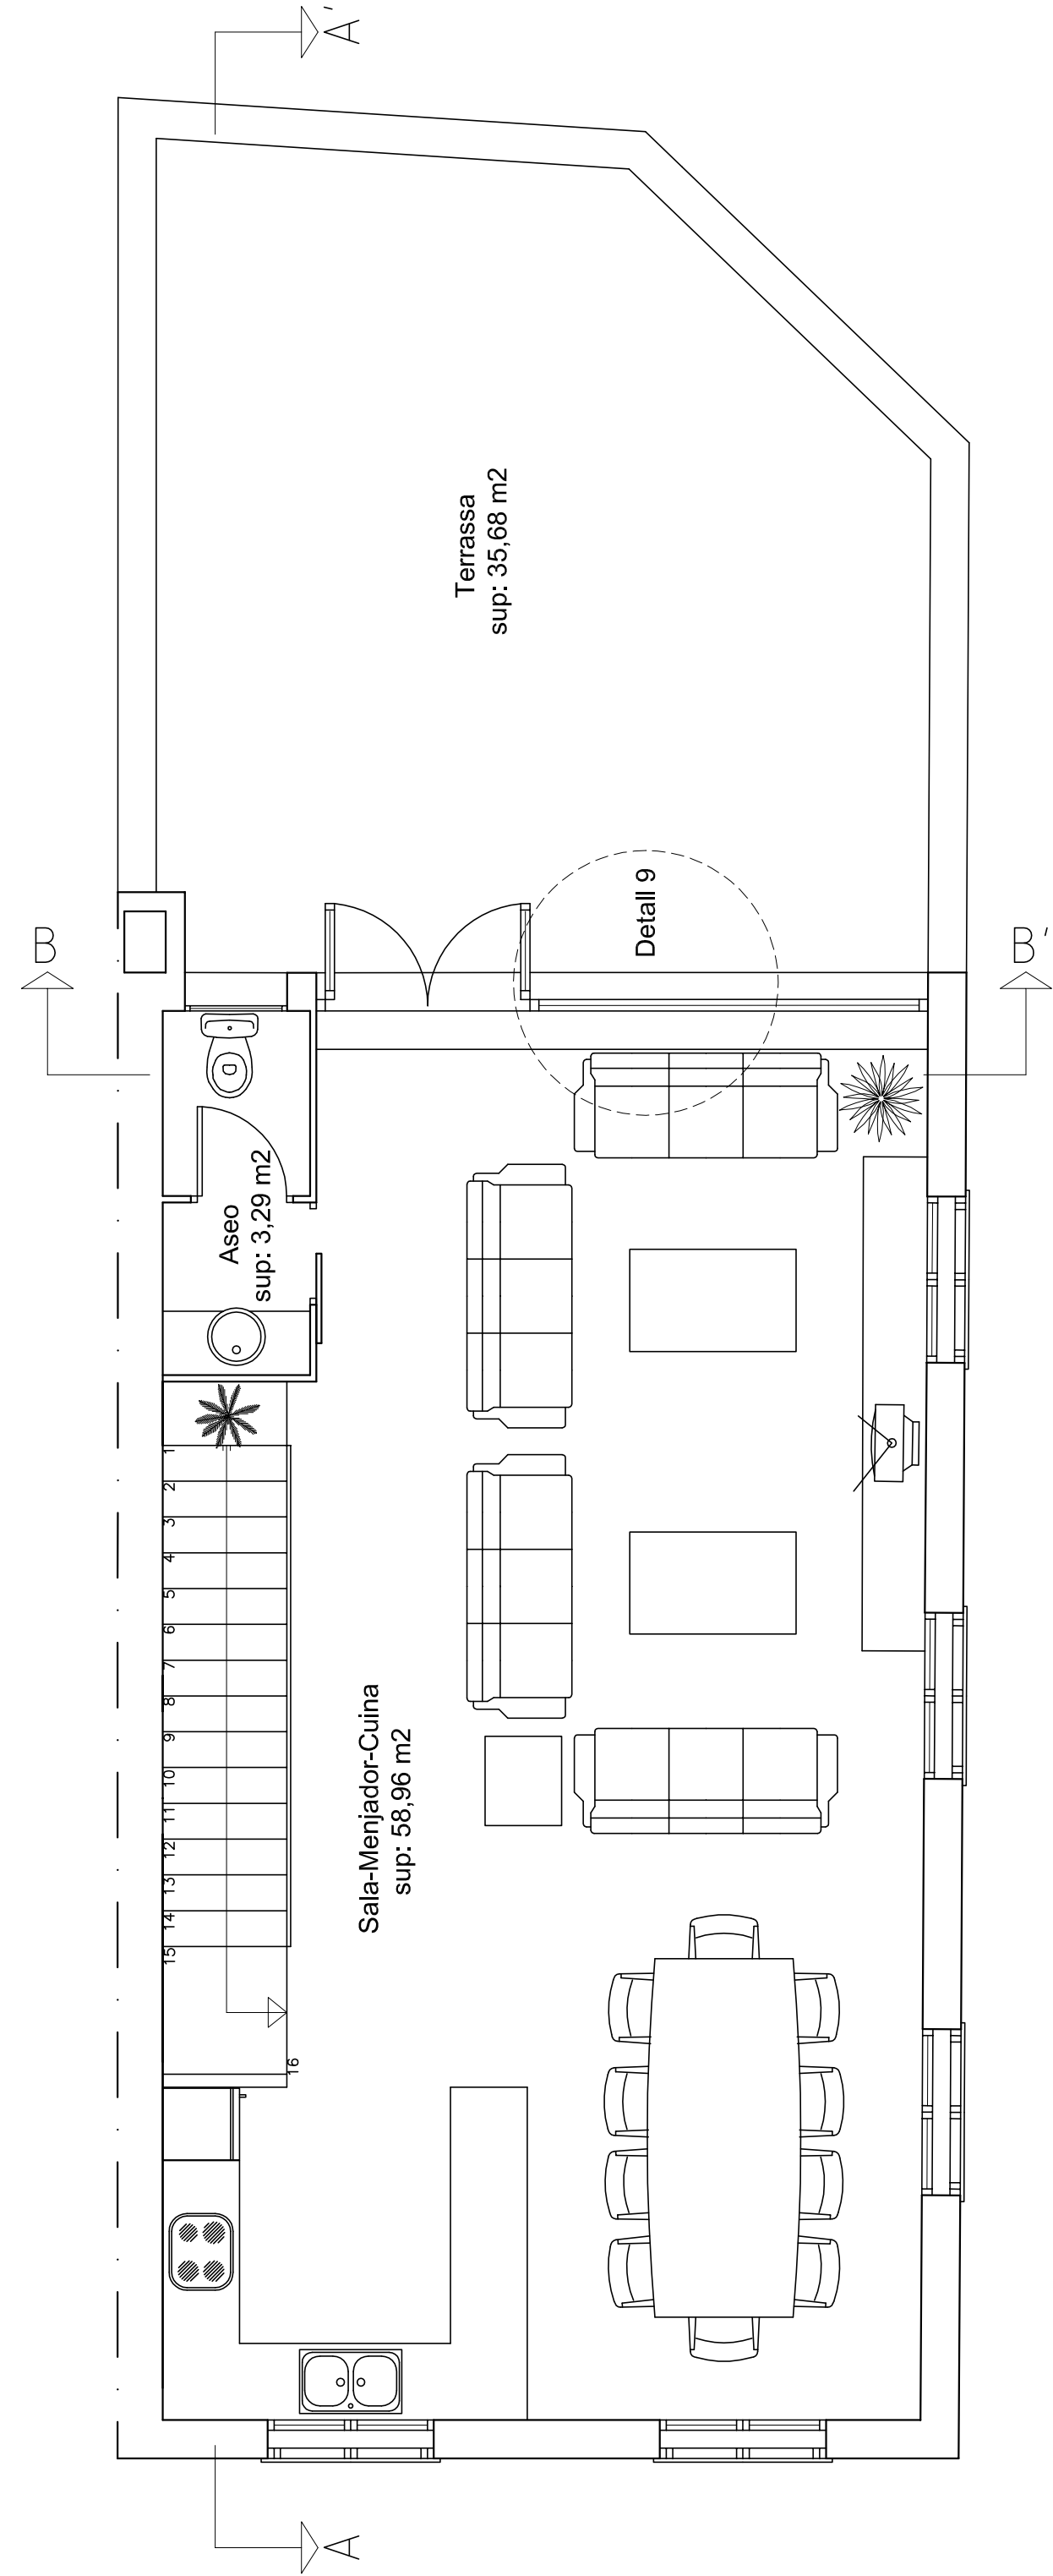 A'
Terrassa
sup: 35,68 m2
Detall 9
B
B'
Aseo
sup: 3,29 m2
1
2
3
4
5
6
7
8
9
10
11
12
13
14
15
16
Sala-Menjador-Cuina
sup: 58,96 m2
A